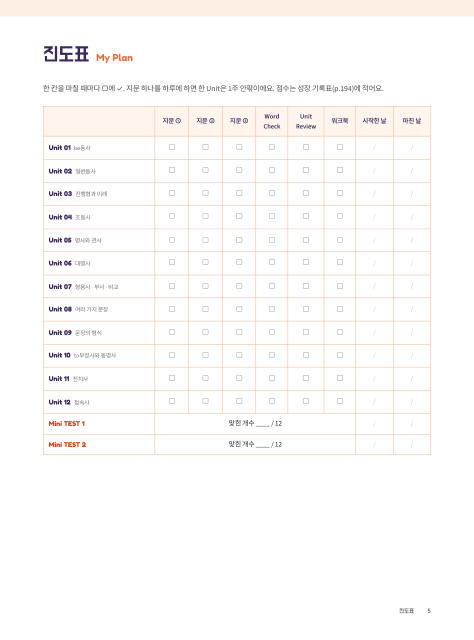 진도표 My Plan
한 칸을 마칠 때마다 □에 ✓. 지문 하나를 하루에 하면 한 Unit은 1주 안팎이에요. 점수는 성장 기록표(p.194)에 적어요.
지문 ① 지문 ② 지문 ③ Word Check Unit Review 워크북 시작한 날 마친 날
Unit 01 be동사 □ □ □ □ □ □ / /
Unit 02 일반동사 □ □ □ □ □ □ / /
Unit 03 진행형과 미래 □ □ □ □ □ □ / /
Unit 04 조동사 □ □ □ □ □ □ / /
Unit 05 명사와 관사 □ □ □ □ □ □ / /
Unit 06 대명사 □ □ □ □ □ □ / /
Unit 07 형용사 · 부사 · 비교 □ □ □ □ □ □ / /
Unit 08 여러 가지 문장 □ □ □ □ □ □ / /
Unit 09 문장의 형식 □ □ □ □ □ □ / /
Unit 10 to부정사와 동명사 □ □ □ □ □ □ / /
Unit 11 전치사 □ □ □ □ □ □ / /
Unit 12 접속사 □ □ □ □ □ □ / /
Mini TEST 1 맞힌 개수 ____ / 12 / /
Mini TEST 2 맞힌 개수 ____ / 12 / /
진도표 5